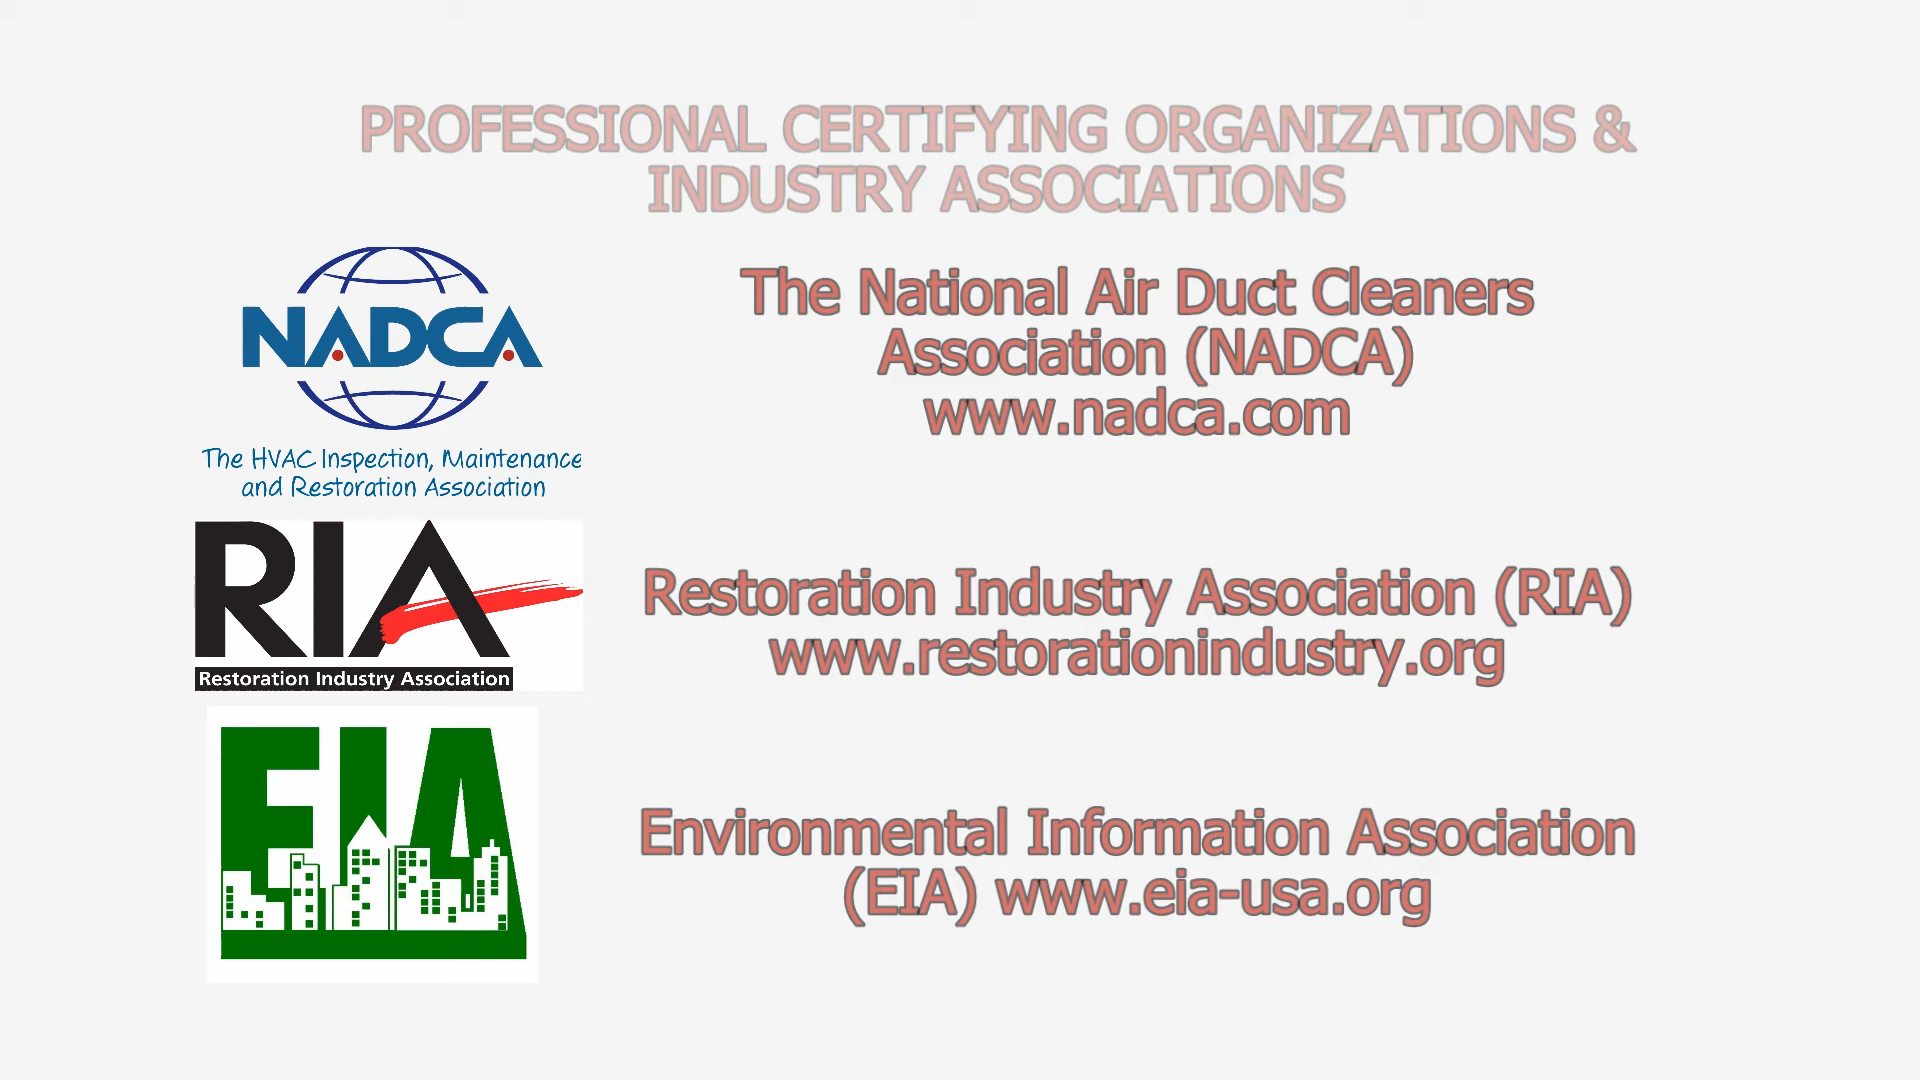 PROFESSIONAL CERTIFYING ORGANIZATIONS &
INDUSTRY ASSOCIATIONS
NADCA
The HVAC Inspection, Maintenance
and Restoration Association
The National Air Duct Cleaners
Association (NADCA)
www.nadca.com
RIA
Restoration Industry Association
Restoration Industry Association (RIA)
www.restorationindustry.org
EIA
Environmental Information Association
(EIA) www.eia-usa.org